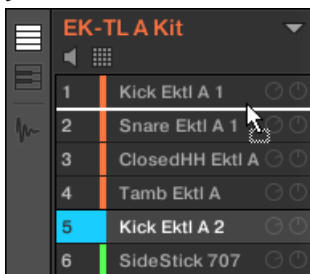 EK-TL A Kit
1 Kick Ektl A 1
2 Snare Ektl A 1
3 ClosedHH Ektl A
4 Tamb Ektl A
5 Kick Ektl A 2
6 SideStick 707